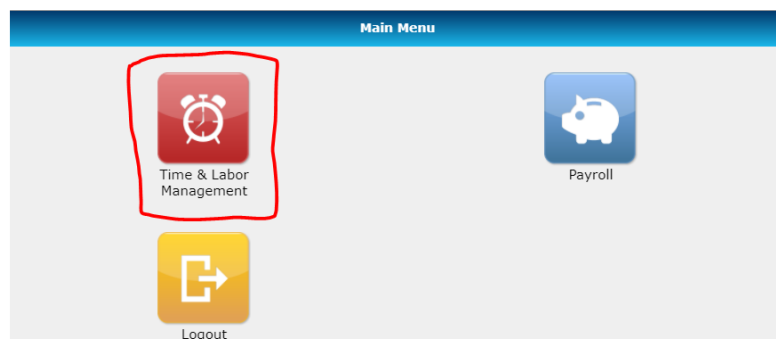 Main Menu
Time & Labor
Management
Payroll
Logout